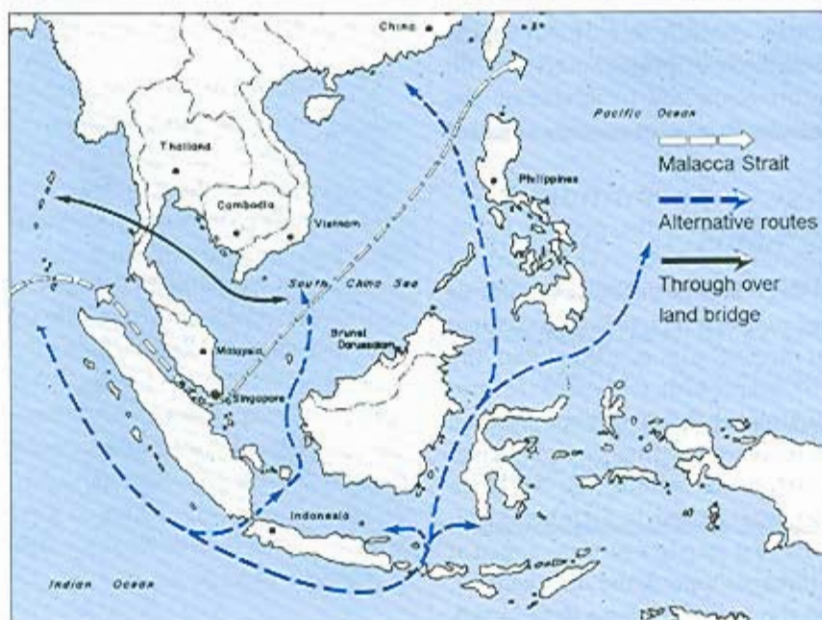 China
Pacific Ocean
Malacca Strait
Thailand
Philippines
Alternative routes
Cambodia
Vietnam
South China Sea
Through over
land bridge
Brunei
Darussalam
Malaysia
Singapore
Indonesia
Indian Ocean